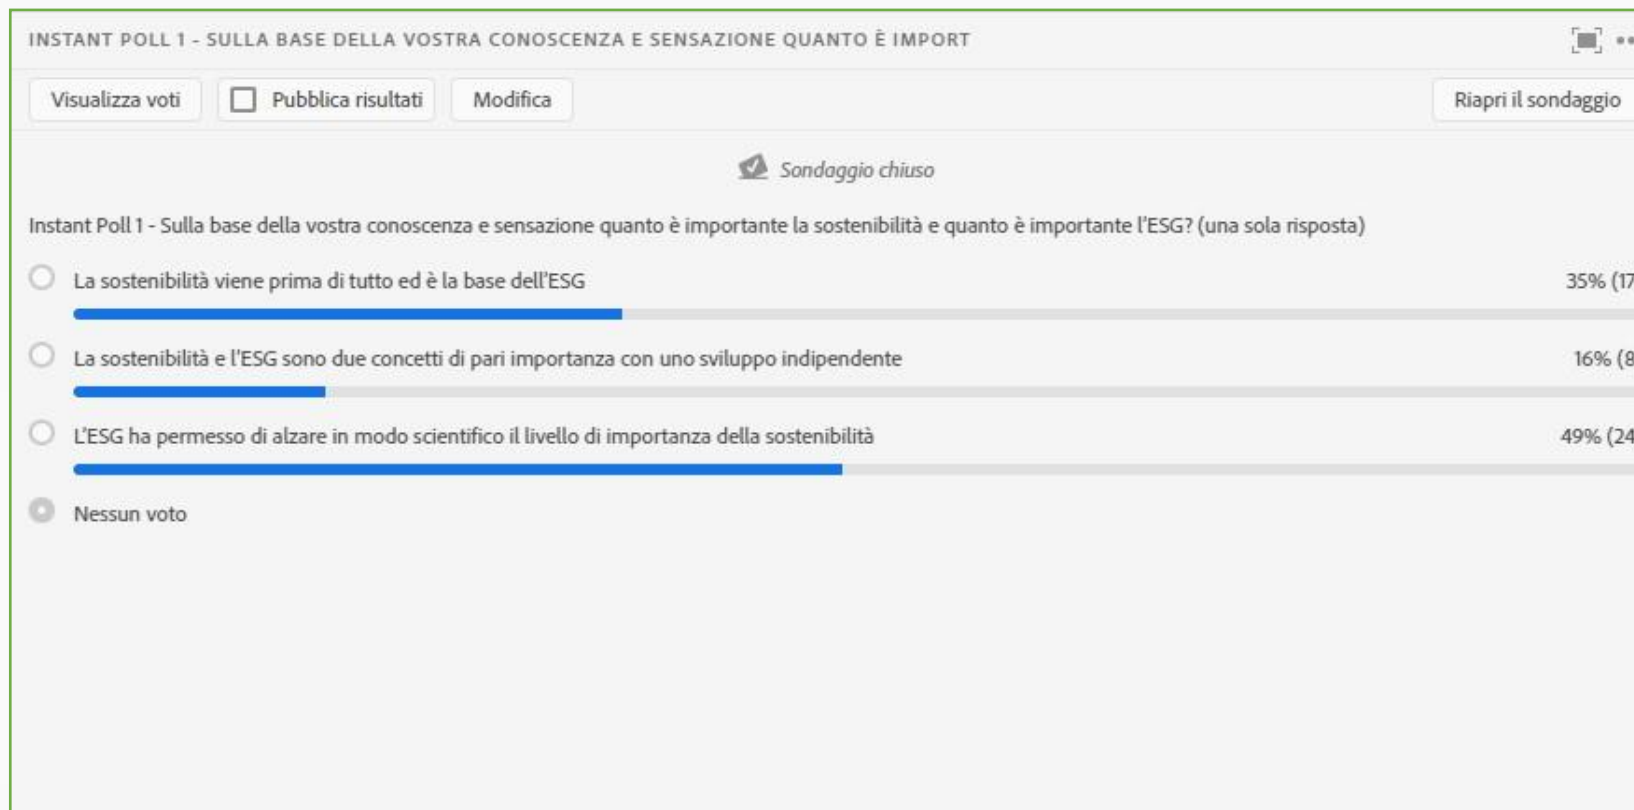 INSTANT POLL 1 - SULLA BASE DELLA VOSTRA CONOSCENZA E SENSAZIONE QUANTO È IMPORT
Visualizza voti Pubblica risultati Modifica Riapri il sondaggio
Sondaggio chiuso
Instant Poll 1 - Sulla base della vostra conoscenza e sensazione quanto è importante la sostenibilità e quanto è importante l'ESG? (una sola risposta)
La sostenibilità viene prima di tutto ed è la base dell'ESG 35% (17
La sostenibilità e l'ESG sono due concetti di pari importanza con uno sviluppo indipendente 16% (8
L'ESG ha permesso di alzare in modo scientifico il livello di importanza della sostenibilità 49% (24
Nessun voto